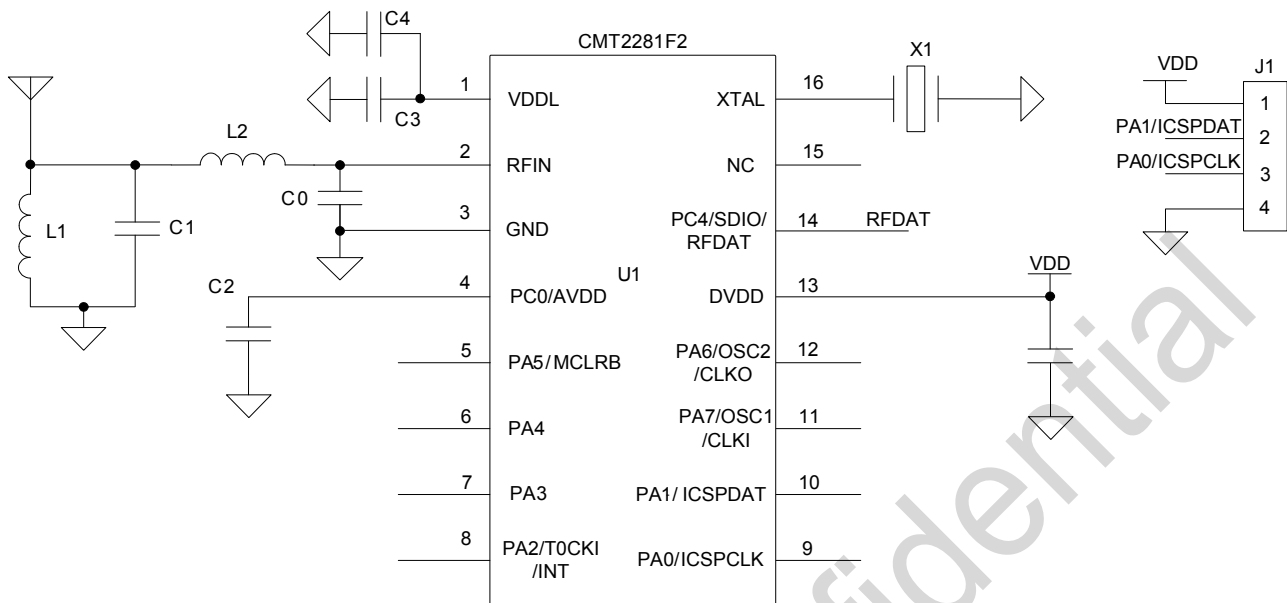 C4
CMT2281F2
X1
J1
VDD
1
VDDL
XTAL
16
1
C3
PA1/ICSPDAT
2
L2
2
RFIN
NC
15
PA0/ICSPCLK
3
C0
4
L1
C1
3
GND
PC4/SDIO/
RFDAT
14
RFDAT
U1
VDD
C2
4
PC0/AVDD
DVDD
13
5
PA5/MCLRB
PA6/OSC2
/CLKO
12
6
PA4
PA7/OSC1
/CLKI
11
7
PA3
PA1/ ICSPDAT
10
8
PA2/T0CKI
/INT
PA0/ICSPCLK
9
fidential